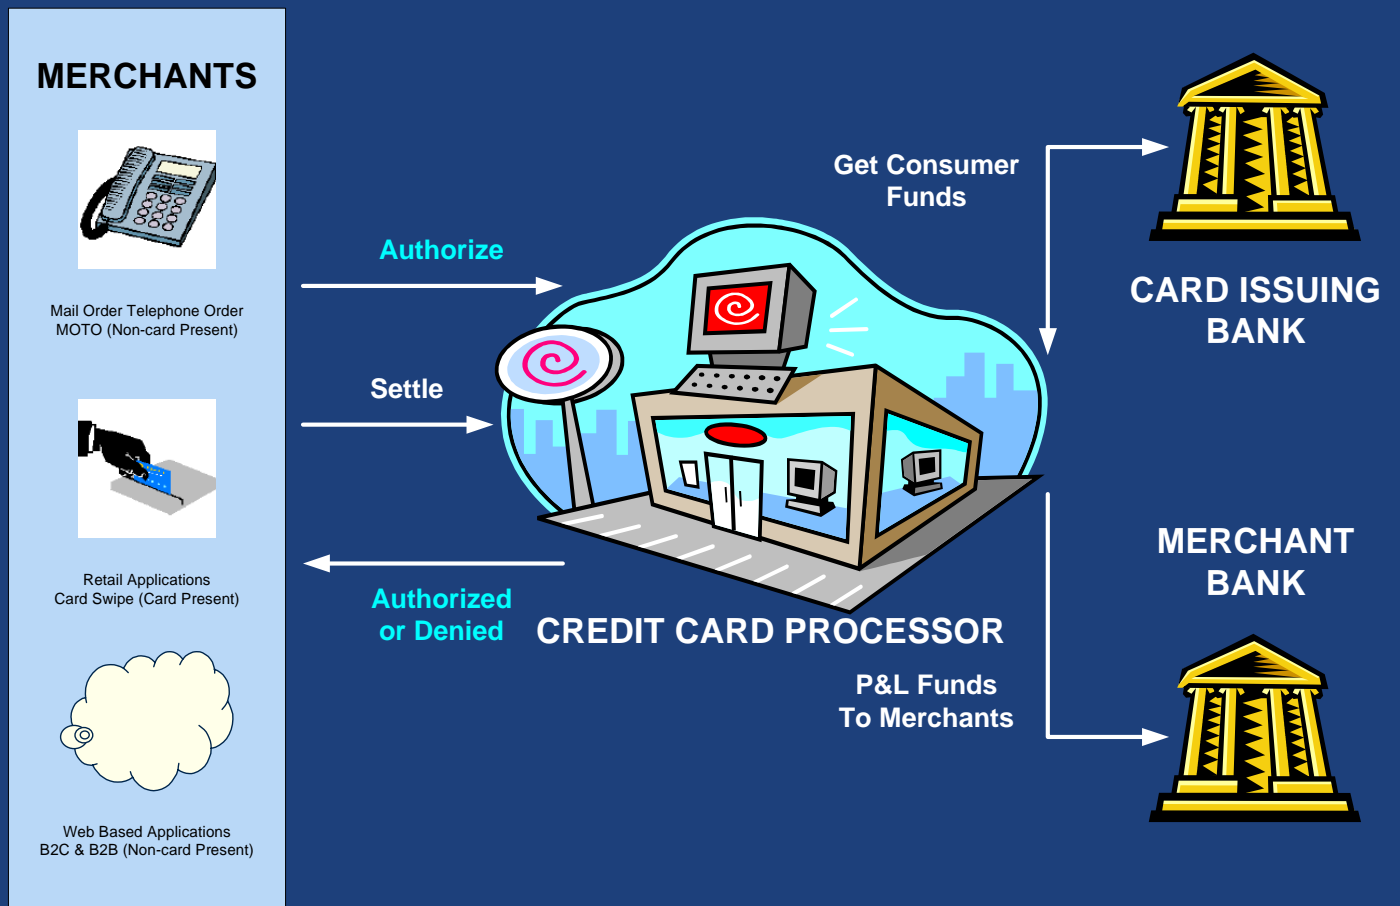 MERCHANTS
Mail Order Telephone Order
MOTO (Non-card Present)
Retail Applications
Card Swipe (Card Present)
Web Based Applications
B2C & B2B (Non-card Present)
Authorize
Settle
Authorized
or Denied
CREDIT CARD PROCESSOR
Get Consumer
Funds
CARD ISSUING
BANK
MERCHANT
BANK
P&L Funds
To Merchants